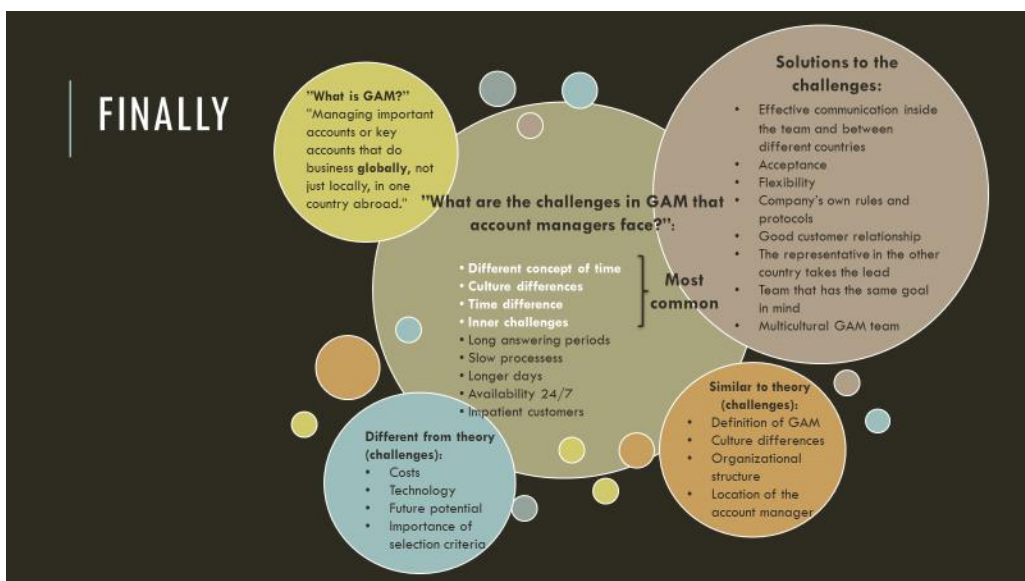 FINALLY
"What is GAM?"
"Managing important
accounts or key
accounts that do
business globally, not
just locally, in one
country abroad."
"What are the challenges in GAM that
account managers face?":
• Different concept of time
• Culture differences
• Time difference
• Inner challenges
• Long answering periods
• Slow processess
• Longer days
• Availability 24/7
• Impatient customers
Most
common
Solutions to the
challenges:
• Effective communication inside
the team and between
different countries
• Acceptance
• Flexibility
• Company's own rules and
protocols
• Good customer relationship
• The representative in the other
country takes the lead
• Team that has the same goal
in mind
• Multicultural GAM team
Different from theory
(challenges):
• Costs
• Technology
• Future potential
• Importance of
selection criteria
Similar to theory
(challenges):
• Definition of GAM
• Culture differences
• Organizational
structure
• Location of the
account manager